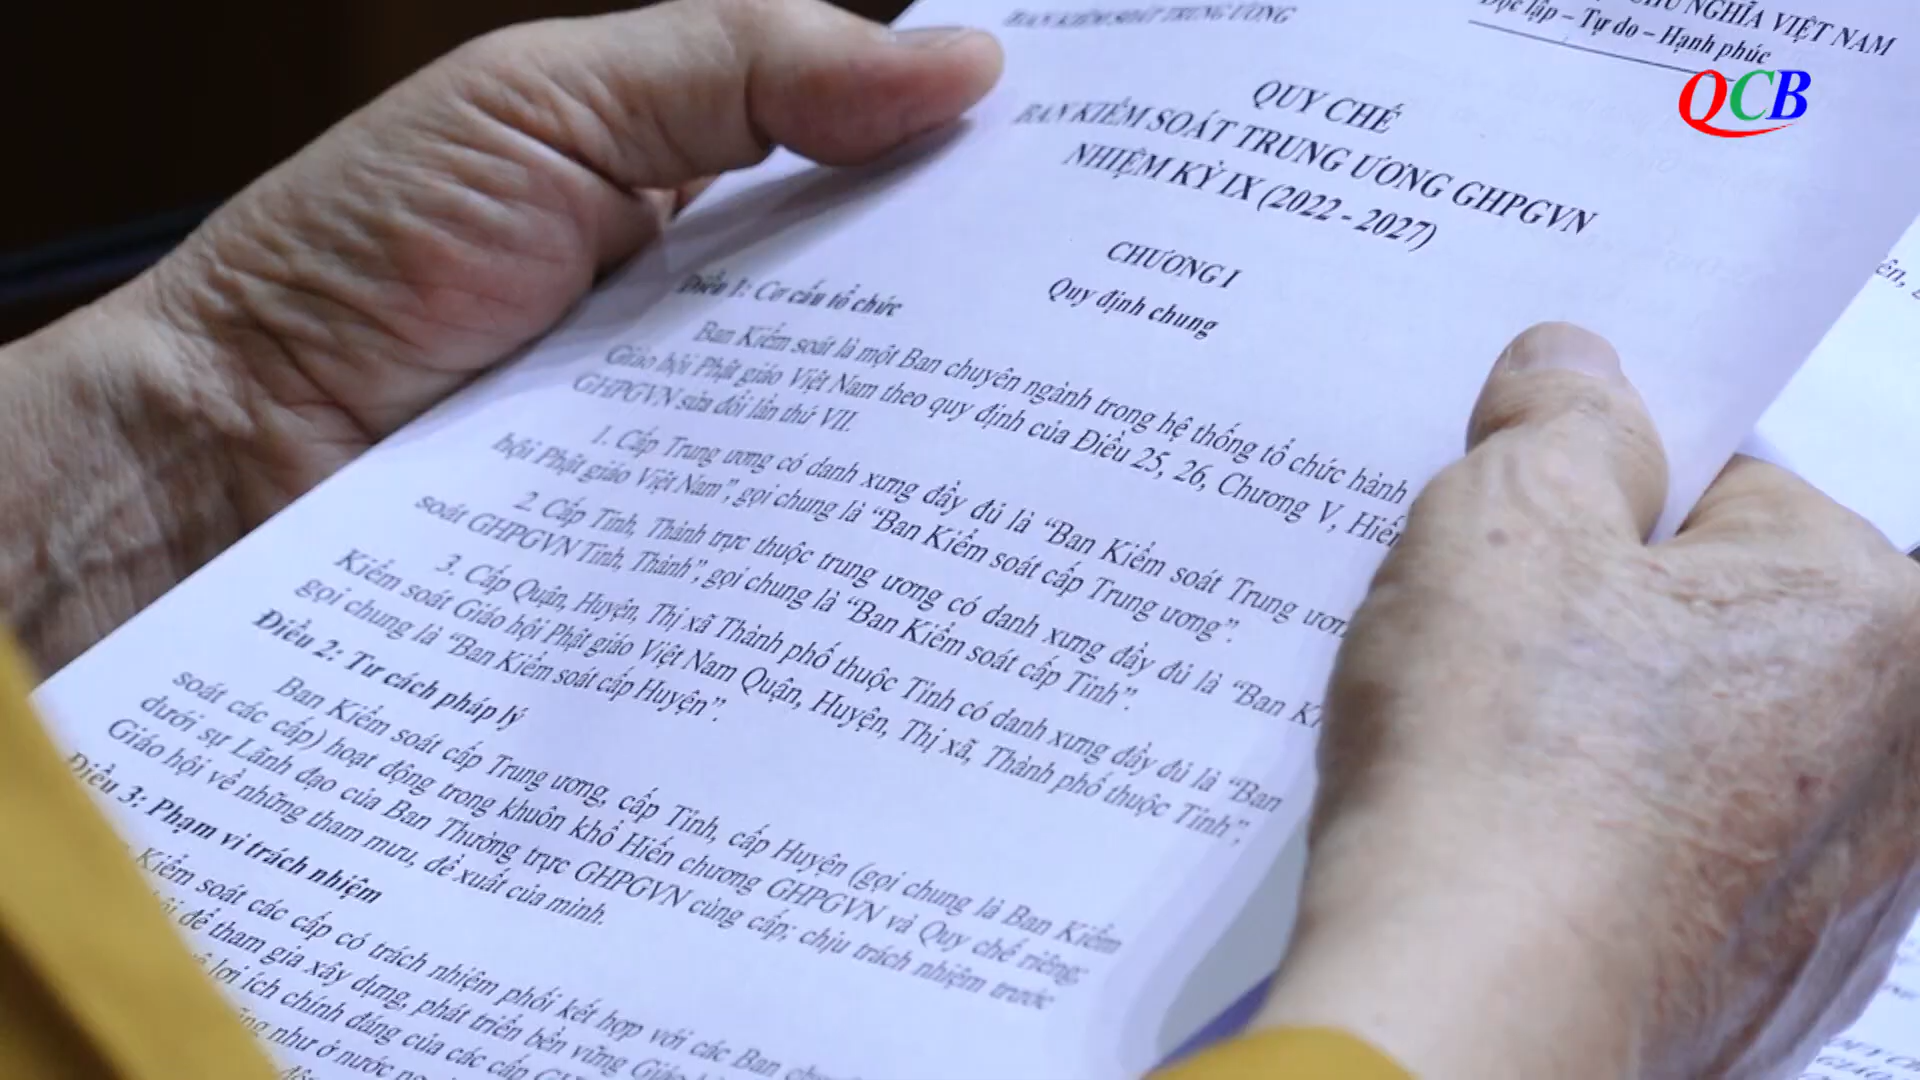 BAN KIỂM SOÁT TRUNG ƯƠNG
NGHĨA VIỆT NAM
Độc lập – Tự do – Hạnh phúc
QCB
QUY CHẾ
BAN KIỂM SOÁT TRUNG ƯƠNG GHPGVN
NHIỆM KỲ IX (2022 - 2027)
CHƯƠNG I
Quy định chung
Điều 1: Cơ cấu tổ chức
Ban Kiểm soát là một Ban chuyên ngành trong hệ thống tổ chức hành
Giáo hội Phật giáo Việt Nam theo quy định của Điều 25, 26, Chương V, Hiến
GHPGVN sửa đổi lần thứ VII.
1. Cấp Trung ương có danh xưng đầy đủ là “Ban Kiểm soát Trung ương
hội Phật giáo Việt Nam”, gọi chung là “Ban Kiểm soát cấp Trung ương”.
2. Cấp Tỉnh, Thành trực thuộc trung ương có danh xưng đầy đủ là “Ban Ki
soát GHPGVN Tỉnh, Thành”, gọi chung là “Ban Kiểm soát cấp Tỉnh”.
3. Cấp Quận, Huyện, Thị xã Thành phố thuộc Tỉnh có danh xưng đầy đủ là “Ban
Kiểm soát Giáo hội Phật giáo Việt Nam Quận, Huyện, Thị xã, Thành phố thuộc Tỉnh”,
gọi chung là “Ban Kiểm soát cấp Huyện”.
Điều 2: Tư cách pháp lý
Ban Kiểm soát cấp Trung ương, cấp Tỉnh, cấp Huyện (gọi chung là Ban Kiểm
soát các cấp) hoạt động trong khuôn khổ Hiến chương GHPGVN và Quy chế riêng;
dưới sự Lãnh đạo của Ban Thường trực GHPGVN cùng cấp; chịu trách nhiệm trước
Giáo hội về những tham mưu, đề xuất của mình.
Điều 3: Phạm vi trách nhiệm
Kiểm soát các cấp có trách nhiệm phối kết hợp với các Ban
để tham gia xây dựng, phát triển bền vững Giáo
lợi ích chính đáng của các cấp
như ở nước